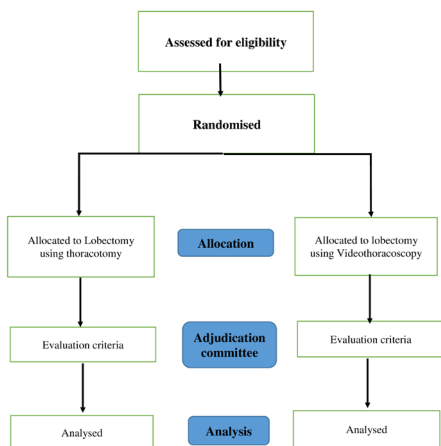 Assessed for eligibility
Randomised
Allocated to Lobectomy
using thoracotomy
Allocation
Allocated to lobectomy
using Videothoracoscopy
Evaluation criteria
Adjudication
committee
Evaluation criteria
Analysed
Analysis
Analysed